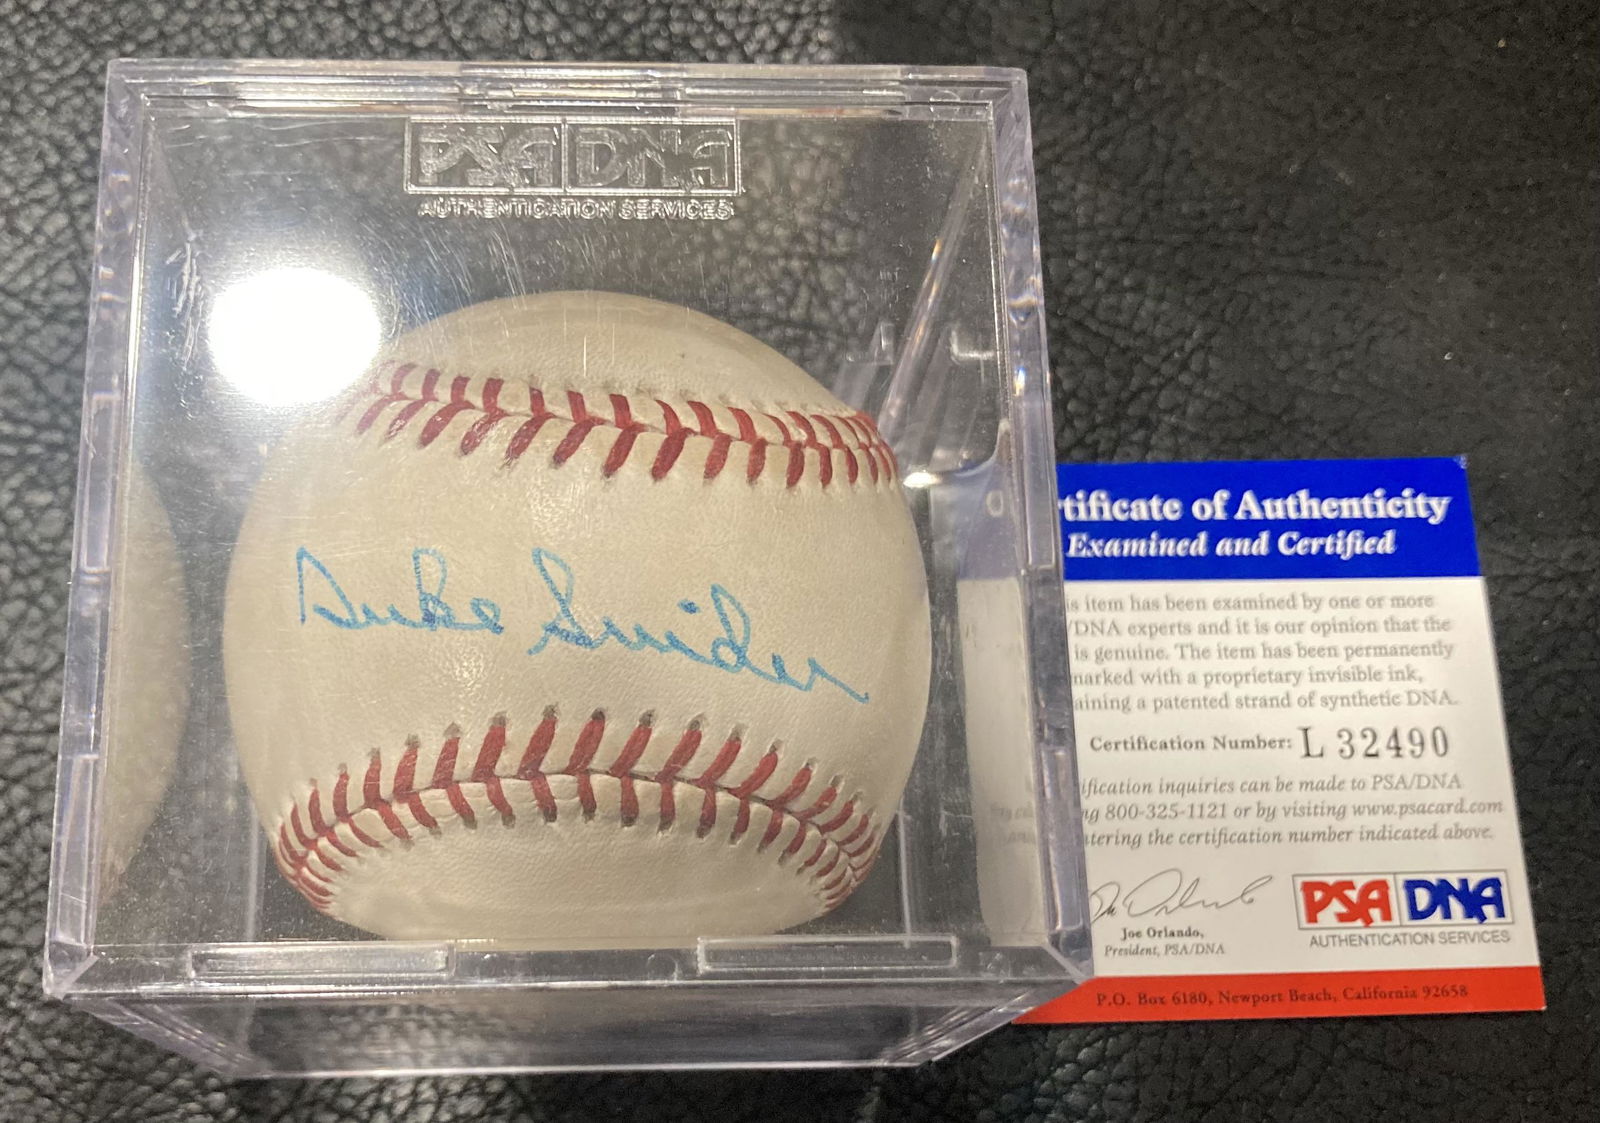 PSA DNA
AUTHENTICATION SERVICES
Duke Snider
tificate of Authenticity
Examined and Certified
s item has been examined by one or more
/DNA experts and it is our opinion that the
is genuine. The item has been permanently
marked with a proprietary invisible ink,
aining a patented strand of synthetic DNA.
Certification Number: L 32490
ification inquiries can be made to PSA/DNA
ng 800-325-1121 or by visiting www.psacard.com
ntering the certification number indicated above.
Joe Orlando,
President, PSA/DNA
PSA DNA
AUTHENTICATION SERVICES
P.O. Box 6180, Newport Beach, California 92658